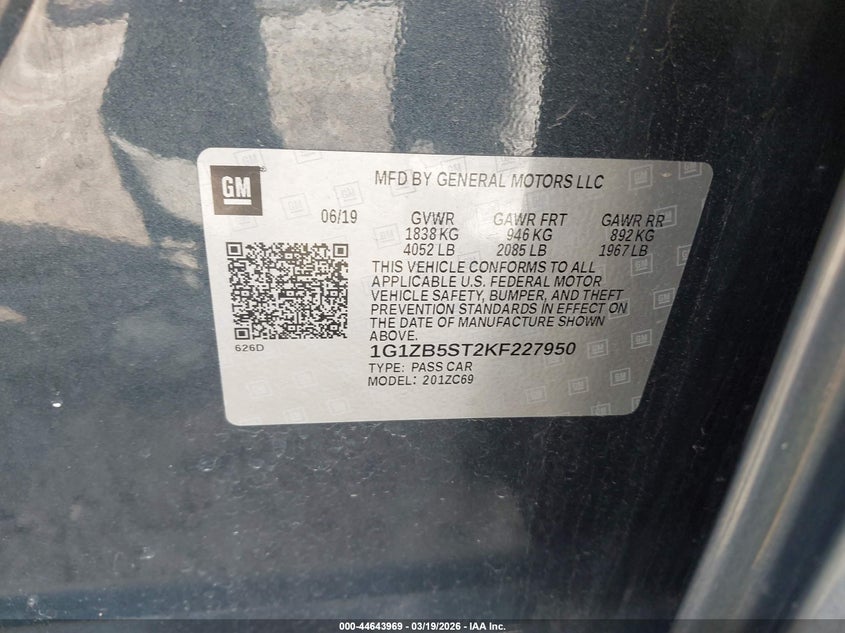 GM
MFD BY GENERAL MOTORS LLC
06/19 GVWR GAWR FRT GAWR RR
1838 KG 946 KG 892 KG
4052 LB 2085 LB 1967 LB
THIS VEHICLE CONFORMS TO ALL
APPLICABLE U.S. FEDERAL MOTOR
VEHICLE SAFETY, BUMPER, AND THEFT
PREVENTION STANDARDS IN EFFECT ON
THE DATE OF MANUFACTURE SHOWN
ABOVE.
626D
1G1ZB5ST2KF227950
TYPE: PASS CAR
MODEL: 201ZC69
000-44643969 - 03/19/2026 - IAA Inc.